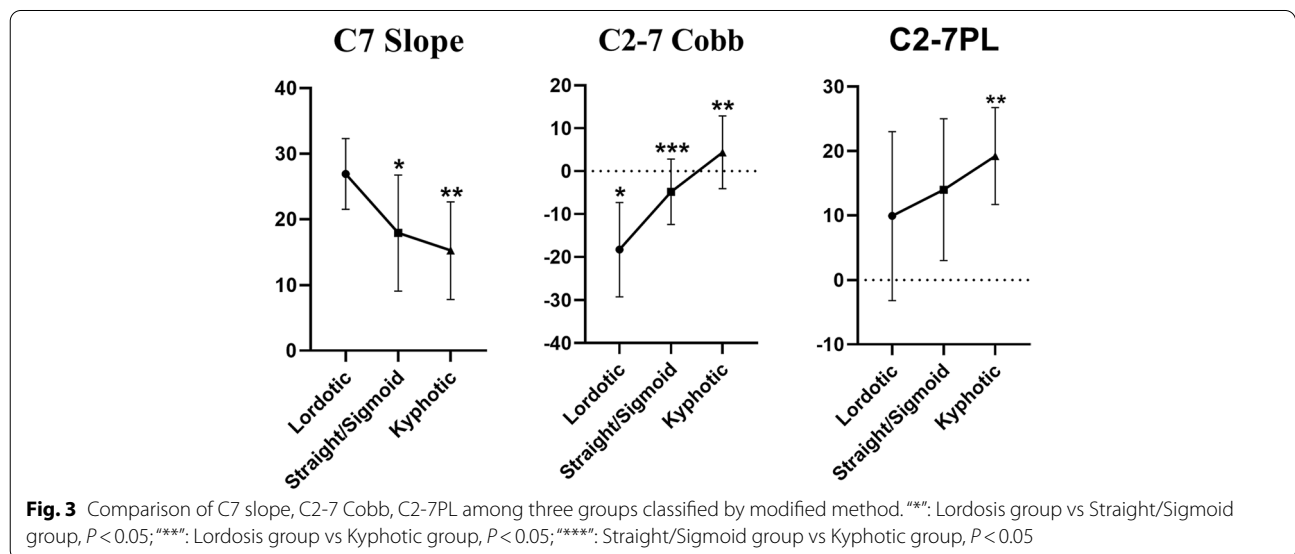 C7 Slope
40
30
20
10
0
*
**
Lordotic
Straight/Sigmoid
Kyphotic
C2-7 Cobb
20
10
0
-10
-20
-30
-40
*
***
**
Lordotic
Straight/Sigmoid
Kyphotic
C2-7PL
30
20
10
0
-10
**
Lordotic
Straight/Sigmoid
Kyphotic
Fig. 3 Comparison of C7 slope, C2-7 Cobb, C2-7PL among three groups classified by modified method. “*”: Lordosis group vs Straight/Sigmoid
group, P < 0.05; “**”: Lordosis group vs Kyphotic group, P < 0.05; “***”: Straight/Sigmoid group vs Kyphotic group, P < 0.05